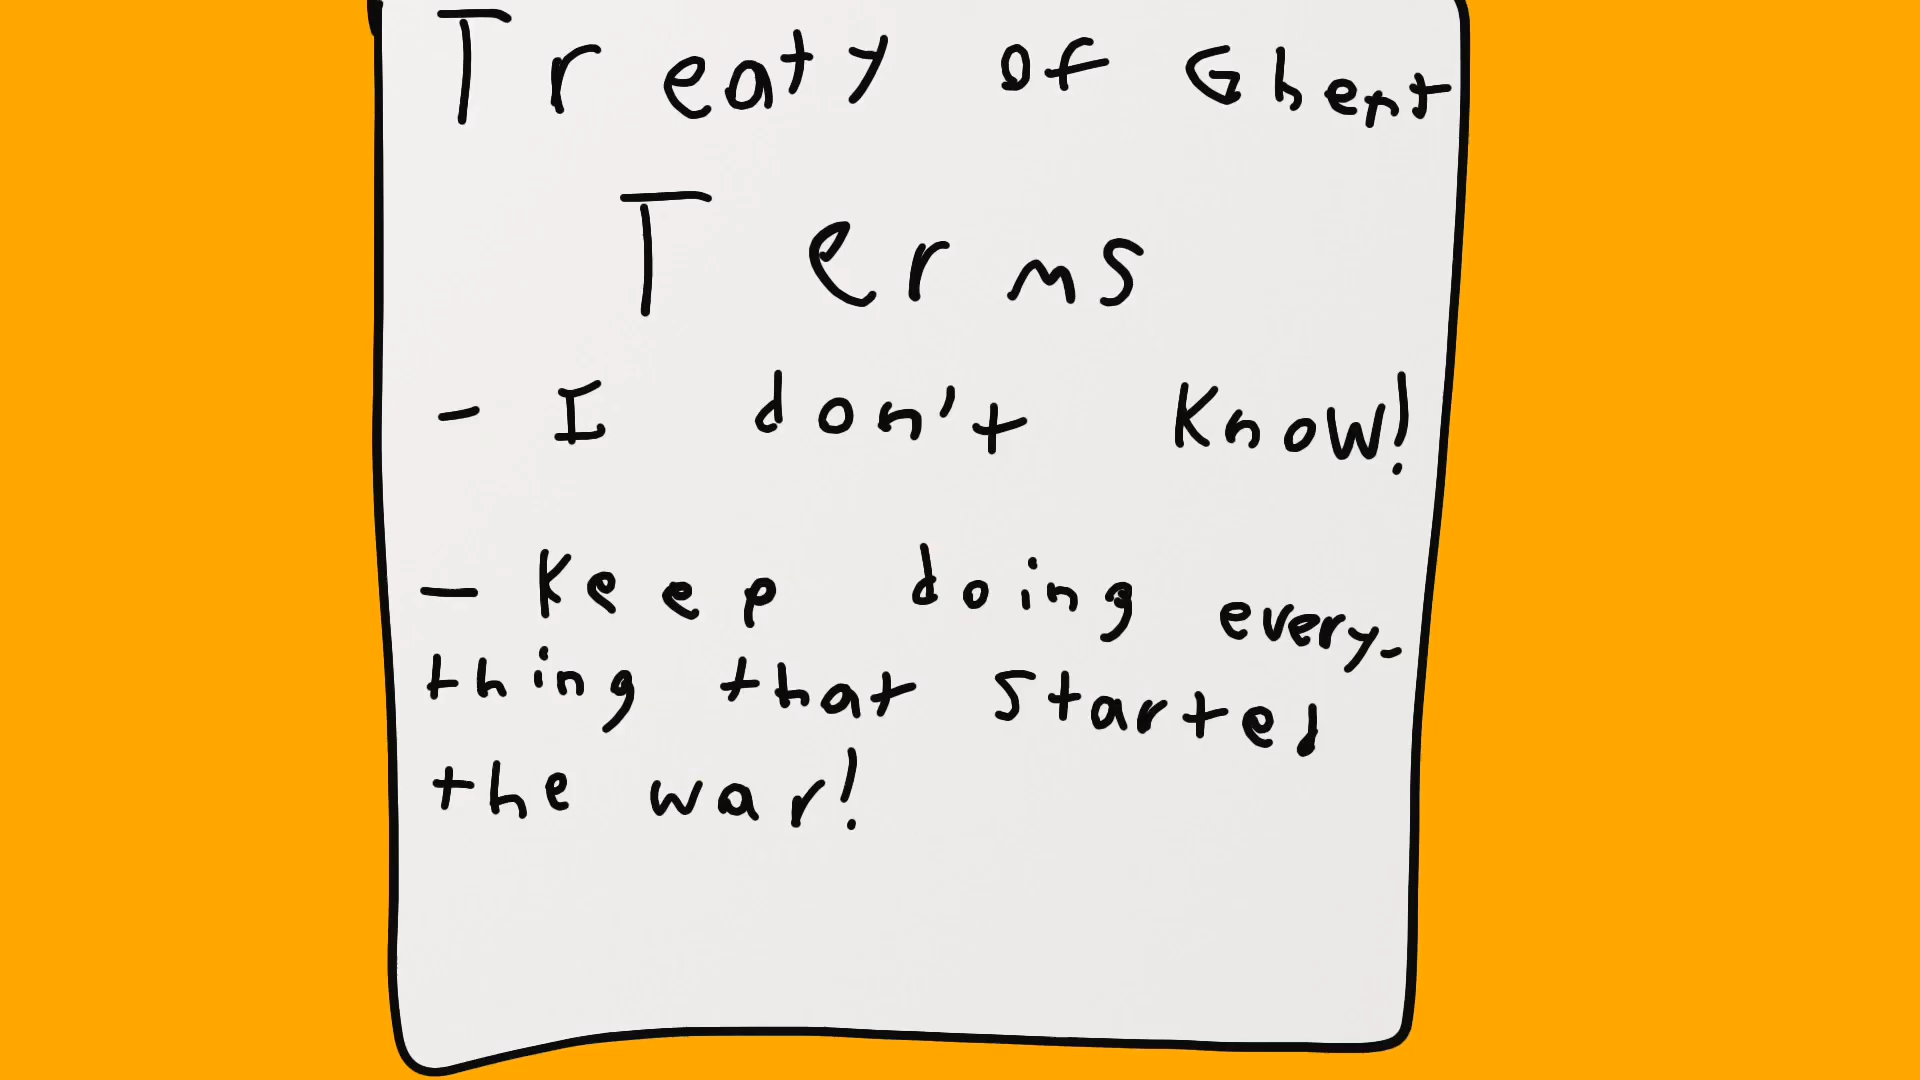 Treaty of Ghent
Terms
- I don't know!
- Keep doing every-
thing that started
the war!